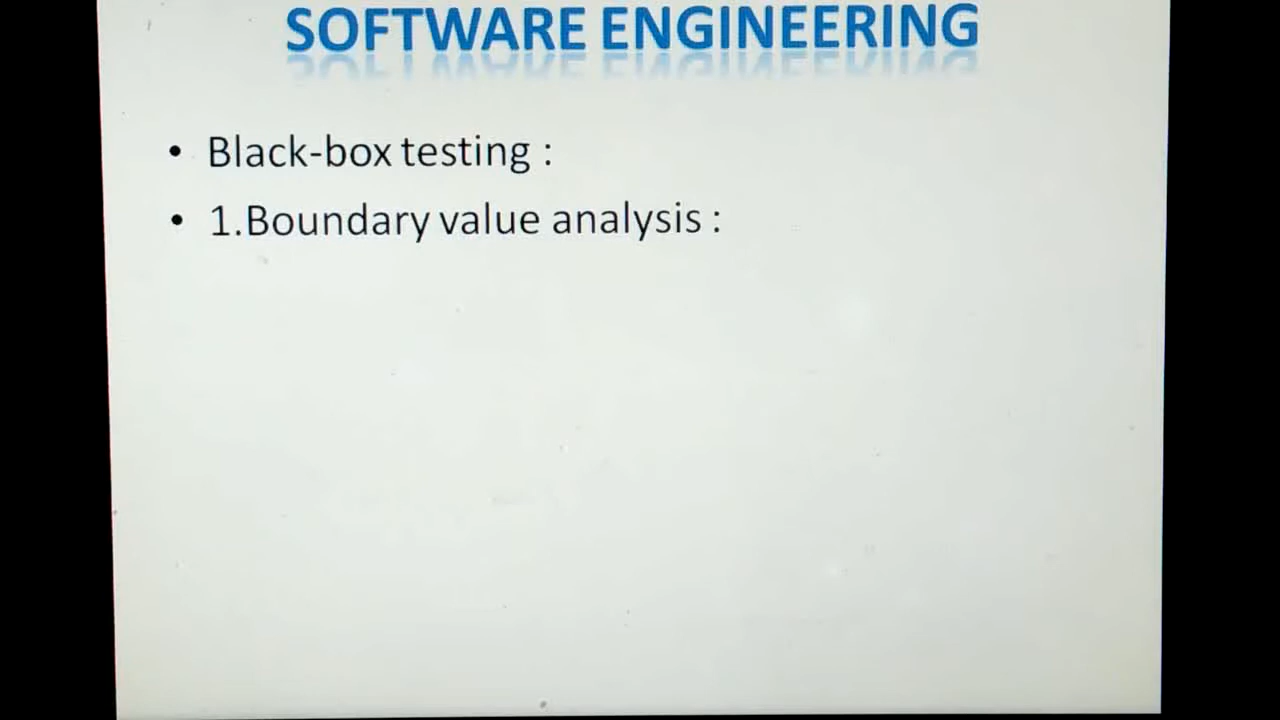 SOFTWARE ENGINEERING
• Black-box testing :
• 1.Boundary value analysis :